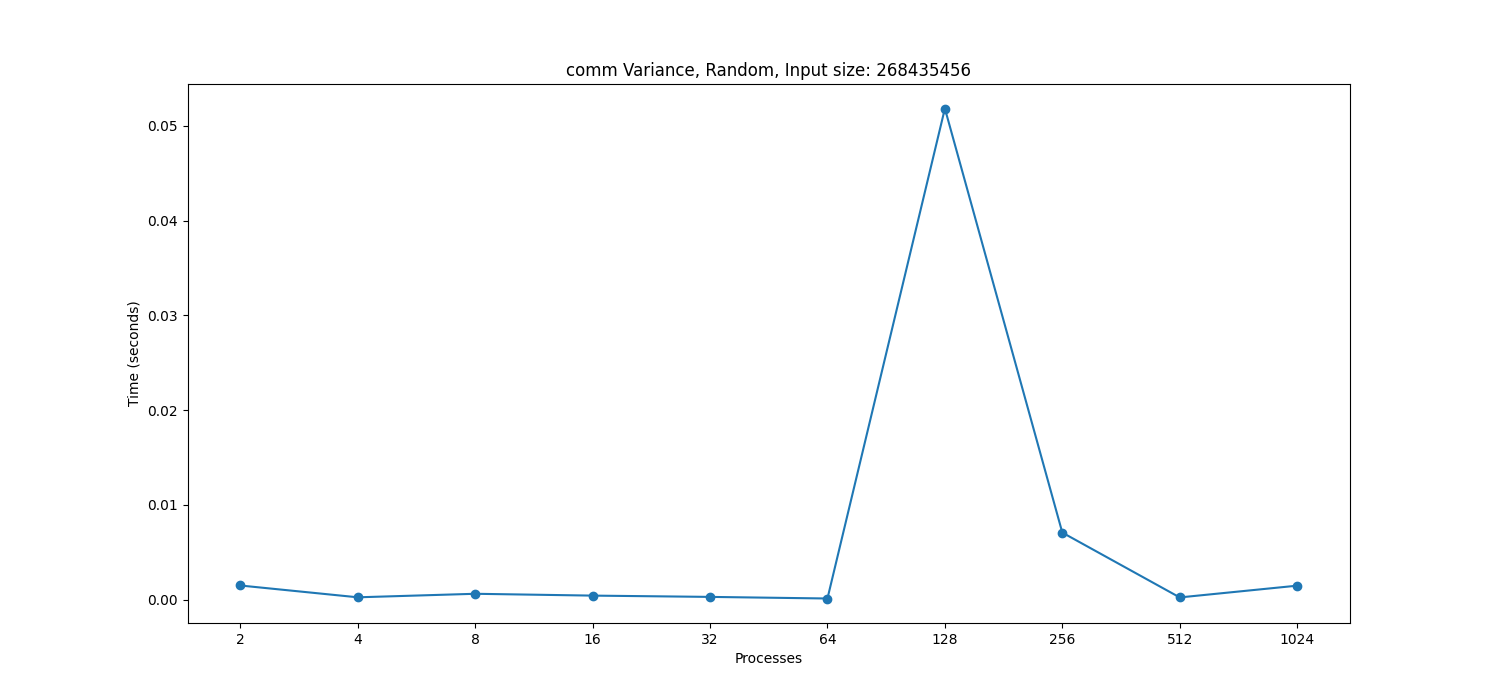 comm Variance, Random, Input size: 268435456
0.05
0.04
0.03
0.02
0.01
0.00
Time (seconds)
2 4 8 16 32 64 128 256 512 1024
Processes